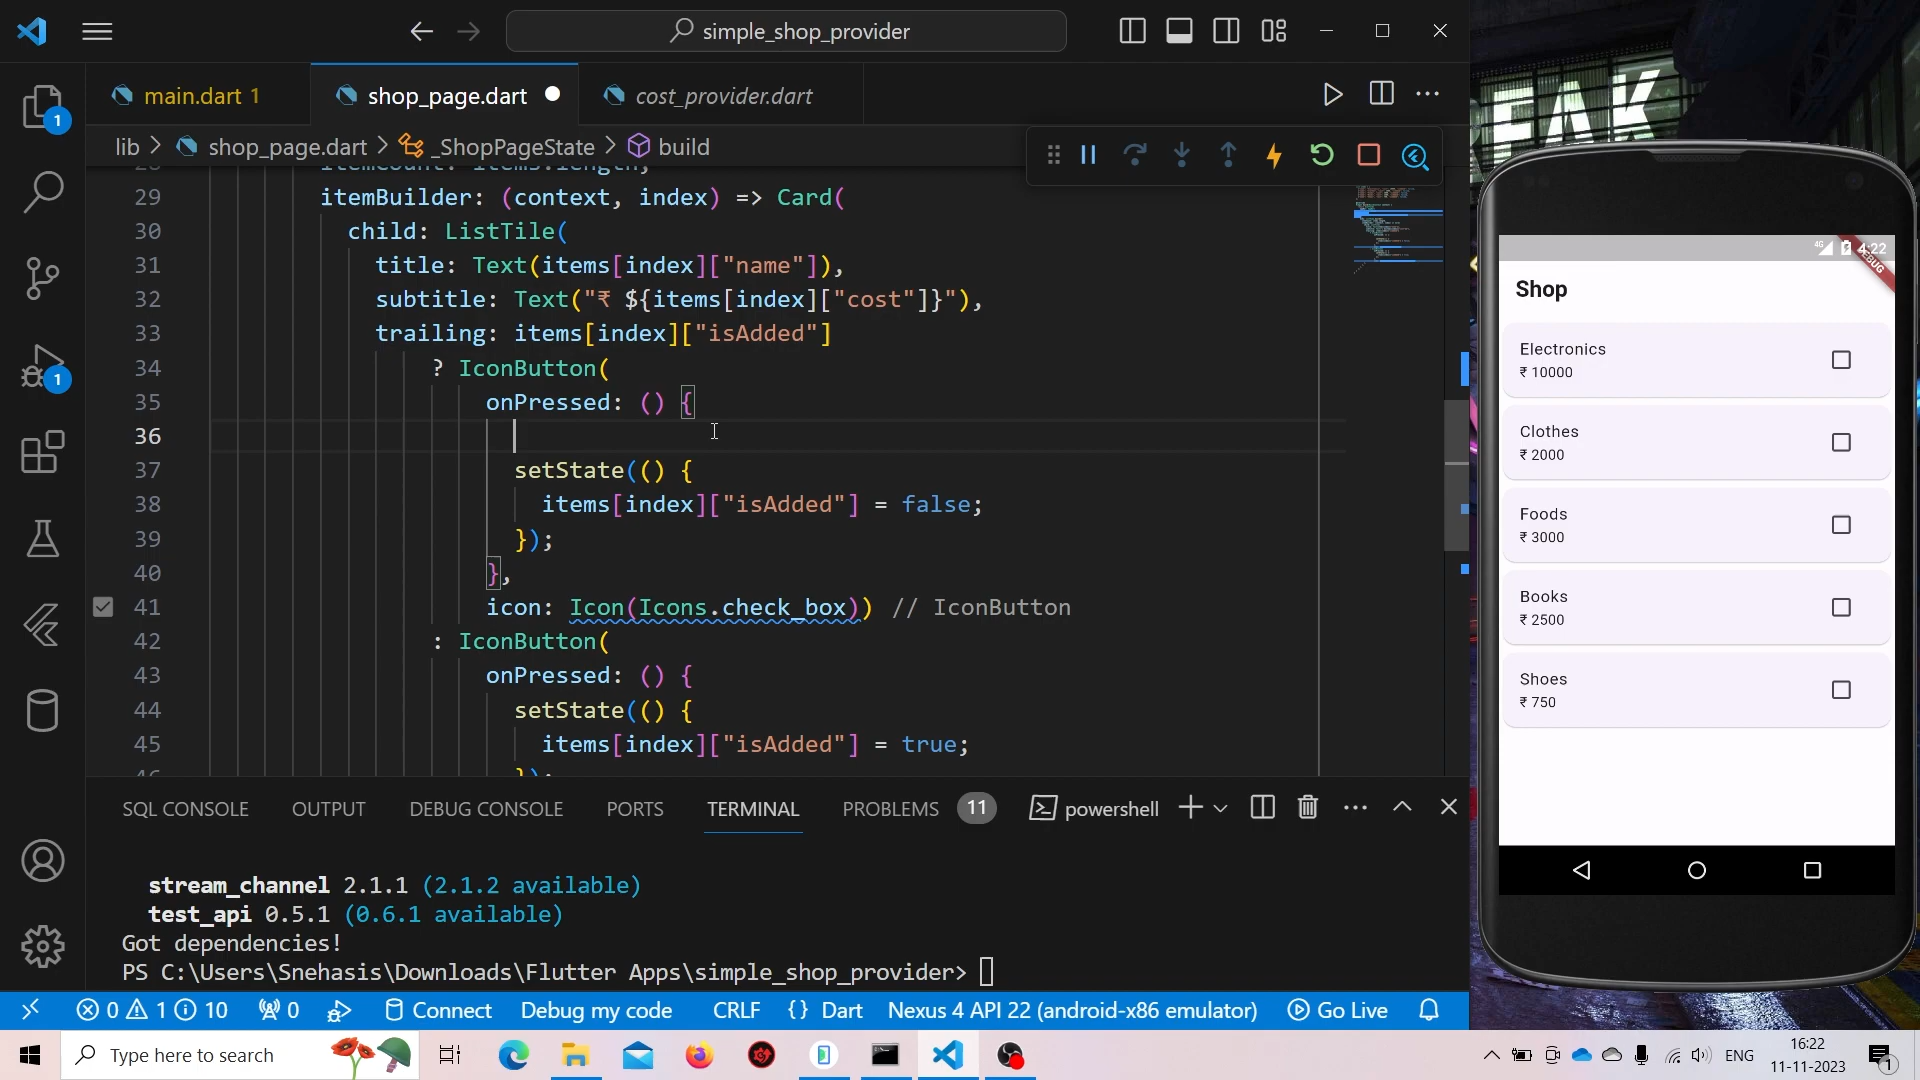 simple_shop_provider
main.dart 1
shop_page.dart
cost_provider.dart
lib > shop_page.dart > _ShopPageState > build
29 itemBuilder: (context, index) => Card(
30 child: ListTile(
31 title: Text(items[index]["name"]),
32 subtitle: Text("₹ ${items[index]["cost"]}"),
33 trailing: items[index]["isAdded"]
34 ? IconButton(
35 onPressed: () {
36
37 setState(() {
38 items[index]["isAdded"] = false;
39 });
40 },
41 icon: Icon(Icons.check_box)) // IconButton
42 : IconButton(
43 onPressed: () {
44 setState(() {
45 items[index]["isAdded"] = true;
1
1
SQL CONSOLE
OUTPUT
DEBUG CONSOLE
PORTS
TERMINAL
PROBLEMS 11
powershell
stream_channel 2.1.1 (2.1.2 available)
test_api 0.5.1 (0.6.1 available)
Got dependencies!
PS C:\Users\Snehasis\Downloads\Flutter Apps\simple_shop_provider>
0 1 10
0
Connect
Debug my code
CRLF
{} Dart
Nexus 4 API 22 (android-x86 emulator)
Go Live
Type here to search
ENG
16:22
11-11-2023
1
EAK
4G 4:22
DEBUG
Shop
Electronics
₹ 10000
Clothes
₹ 2000
Foods
₹ 3000
Books
₹ 2500
Shoes
₹ 750